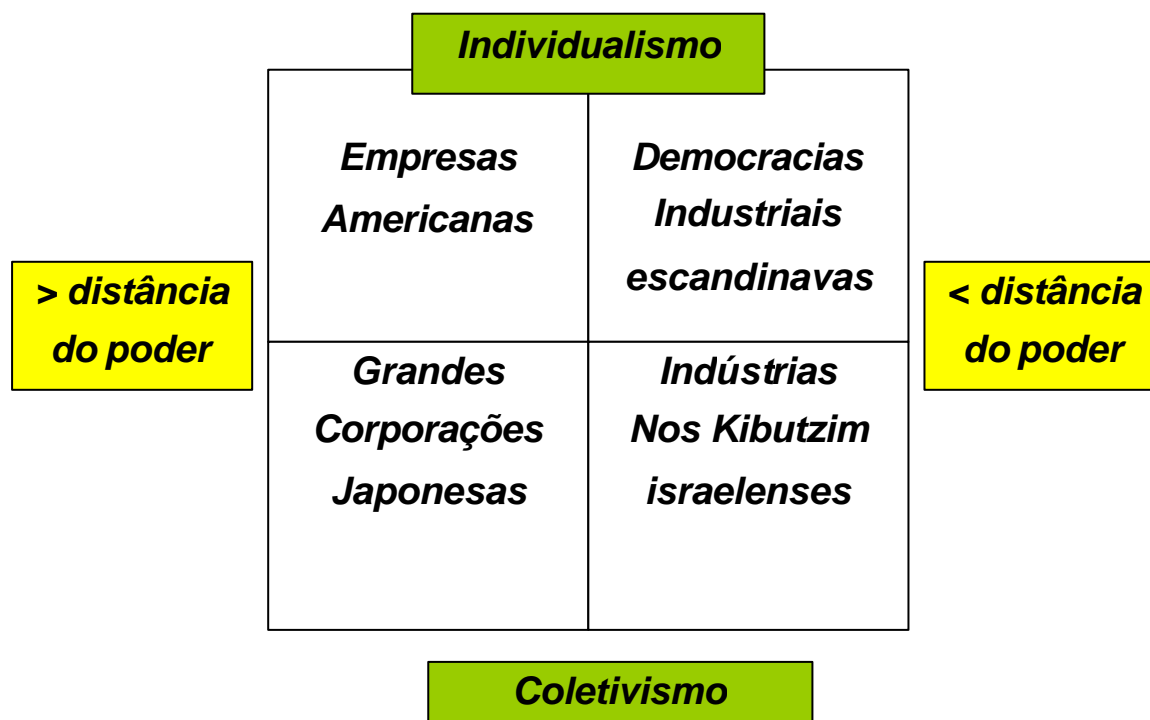 Individualismo
Empresas
Americanas
Democracias
Industriais
escandinavas
> distância
do poder
< distância
do poder
Grandes
Corporações
Japonesas
Indústrias
Nos Kibutzim
israelenses
Coletivismo